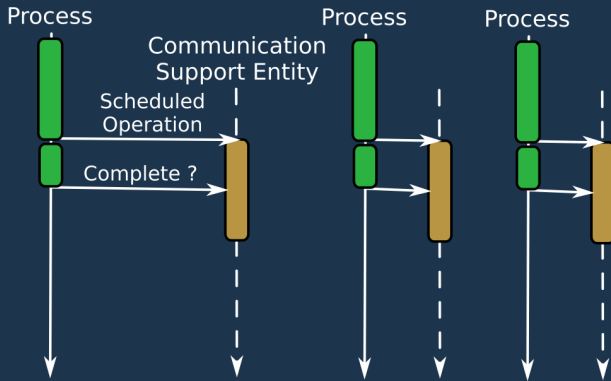 Process
Process
Process
Communication
Support Entity
Scheduled
Operation
Complete ?